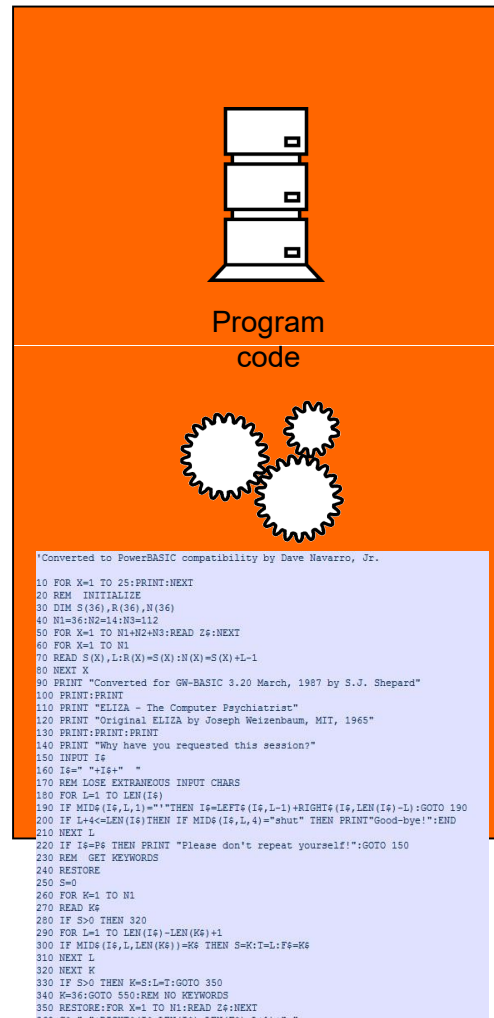 Program
code
'Converted to PowerBASIC compatibility by Dave Navarro, Jr.
10 FOR X=1 TO 25:PRINT:NEXT
20 REM  INITIALIZE
30 DIM S(36),R(36),N(36)
40 N1=36:N2=14:N3=112
50 FOR X=1 TO N1+N2+N3:READ Z$:NEXT
60 FOR X=1 TO N1
70 READ S(X),L:R(X)=S(X):N(X)=S(X)+L-1
80 NEXT X
90 PRINT "Converted for GW-BASIC 3.20 March, 1987 by S.J. Shepard"
100 PRINT:PRINT
110 PRINT "ELIZA - The Computer Psychiatrist"
120 PRINT "Original ELIZA by Joseph Weizenbaum, MIT, 1965"
130 PRINT:PRINT:PRINT
140 PRINT "Why have you requested this session?"
150 INPUT I$
160 I$=" "+I$+"  "
170 REM LOSE EXTRANEOUS INPUT CHARS
180 FOR L=1 TO LEN(I$)
190 IF MID$(I$,L,1)="'"THEN I$=LEFT$(I$,L-1)+RIGHT$(I$,LEN(I$)-L):GOTO 190
200 IF L+4<=LEN(I$)THEN IF MID$(I$,L,4)="shut" THEN PRINT"Good-bye!":END
210 NEXT L
220 IF I$=P$ THEN PRINT "Please don't repeat yourself!":GOTO 150
230 REM  GET KEYWORDS
240 RESTORE
250 S=0
260 FOR K=1 TO N1
270 READ K$
280 IF S>0 THEN 320
290 FOR L=1 TO LEN(I$)-LEN(K$)+1
300 IF MID$(I$,L,LEN(K$))=K$ THEN S=K:T=L:F$=K$
310 NEXT L
320 NEXT K
330 IF S>0 THEN K=S:L=T:GOTO 350
340 K=36:GOTO 550:REM NO KEYWORDS
350 RESTORE:FOR X=1 TO N1:READ Z$:NEXT